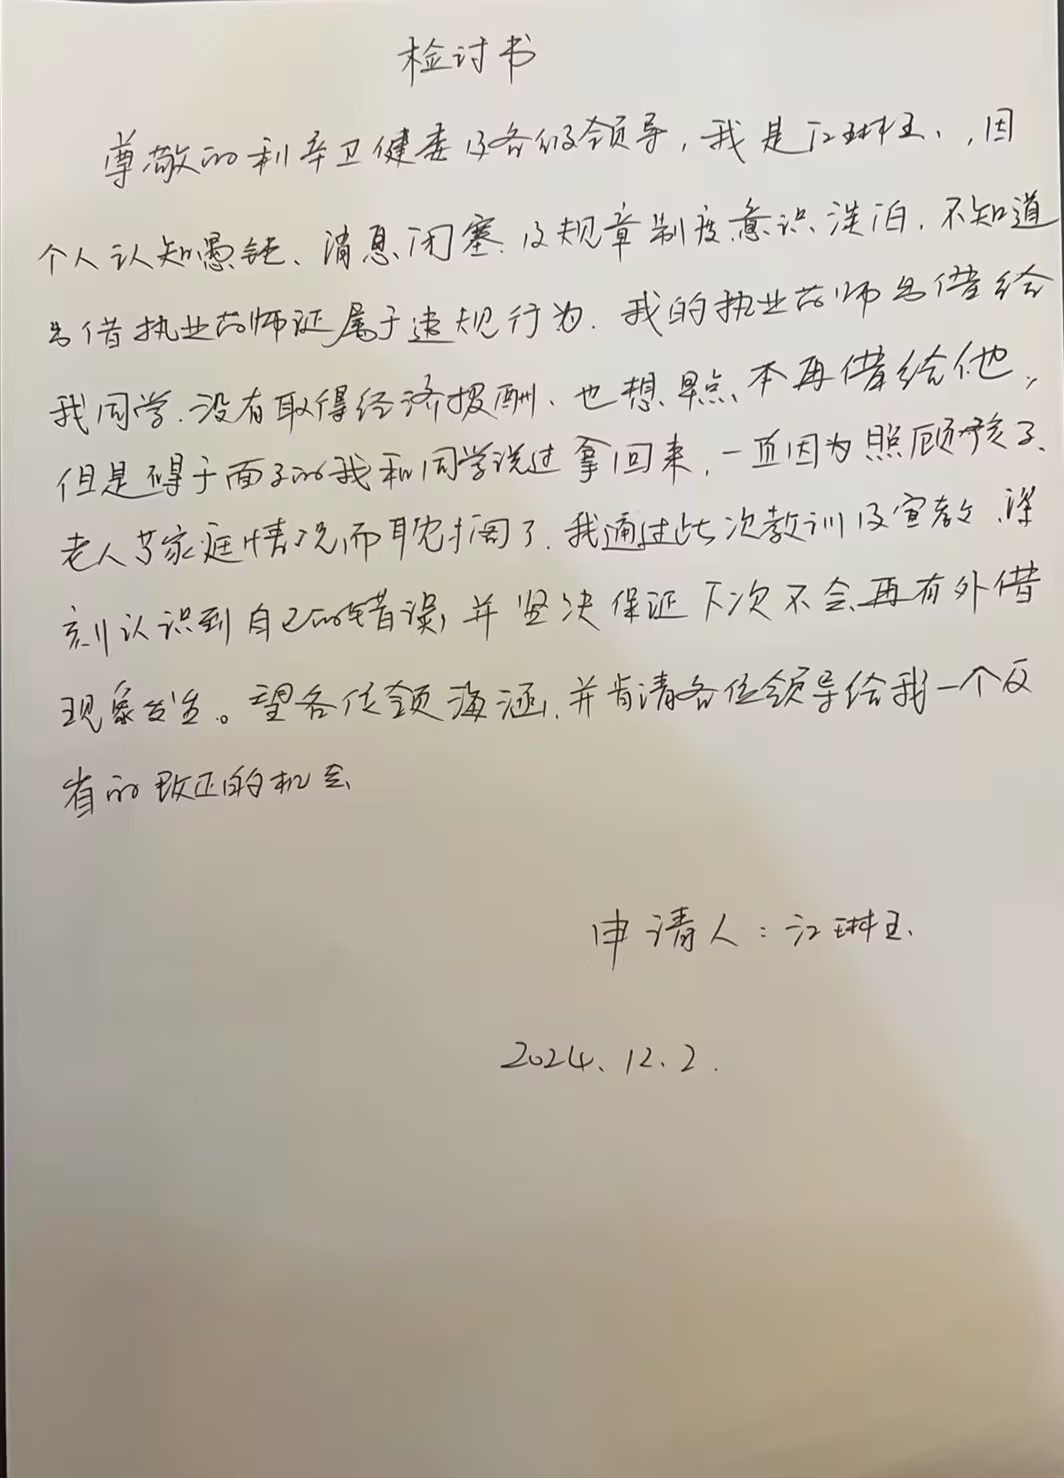 检讨书
尊敬的利辛卫健委及各级领导，我是江琳玉、，因
个人认知愚钝、消息闭塞、及规章制度意识淡泊，不知道
外借执业药师证属于违规行为．我的执业药师外借给
我同学．没有取得经济报酬、也想早点不再借给他，
但是碍于面子的我和同学说过拿回来，一直因为照顾孩子、
老人等家庭情况而耽搁了．我通过此次教训及宣教，深
刻认识到自己的错误，并坚决保证下次不会再有外借
现象发生。望各位领海涵，并肯请各位领导给我一个反
省的改正的机会
申请人：江琳玉、
2024、12、2．